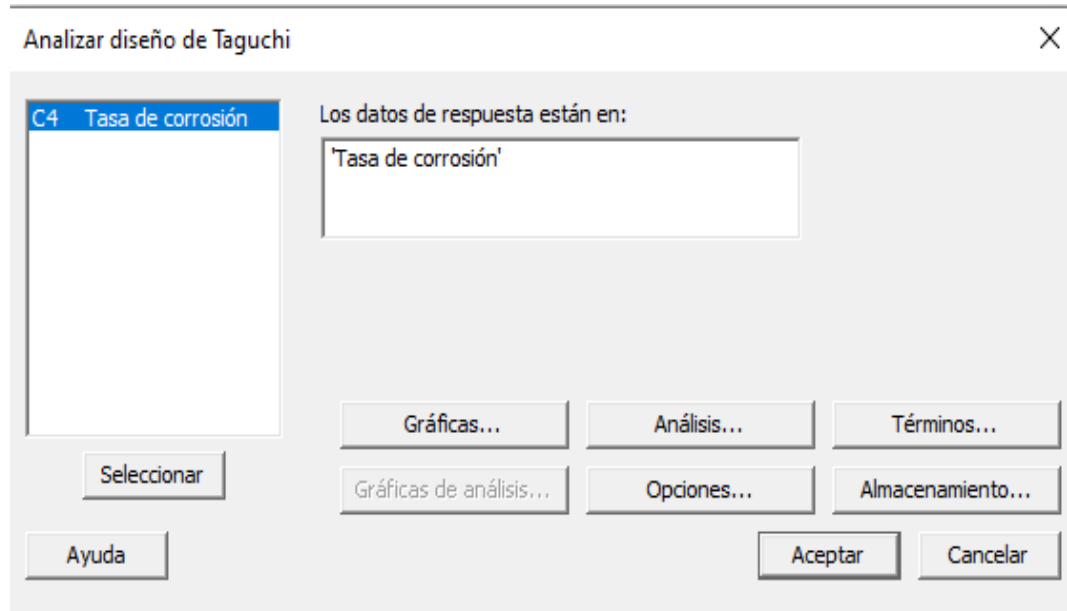 Analizar diseño de Taguchi
C4 Tasa de corrosión
Los datos de respuesta están en:
'Tasa de corrosión'
Gráficas...
Análisis...
Términos...
Seleccionar
Gráficas de análisis...
Opciones...
Almacenamiento...
Ayuda
Aceptar
Cancelar